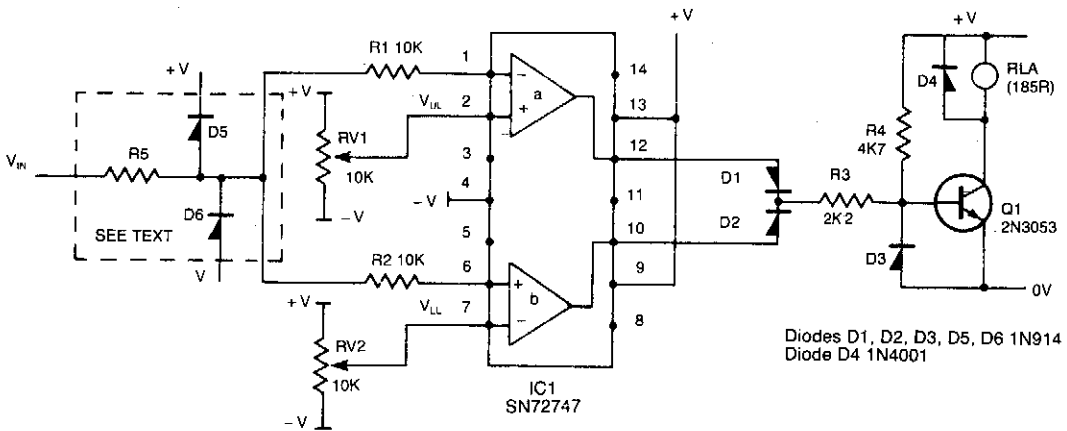 +V
R1 10K
1
14
RLA
(185R)
+V
+V
a
D4
2
V_UL
13
D5
R4
4K7
RV1
10K
3
12
V_IN
R5
D1
R3
2K2
4
-V
11
-V
D2
Q1
2N3053
D6
SEE TEXT
5
10
D3
V
R2 10K
6
9
0V
+V
b
V_LL
7
8
RV2
10K
Diodes D1, D2, D3, D5, D6 1N914
Diode D4 1N4001
IC1
SN72747
-V
+V